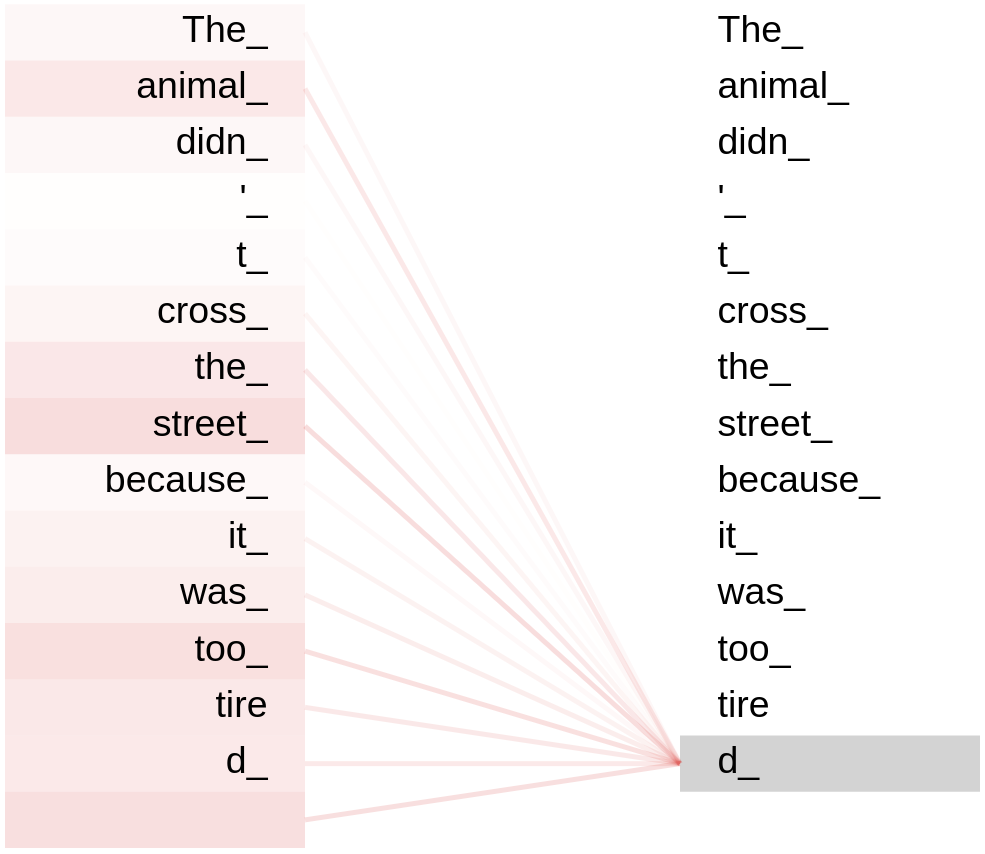 The_ The_
animal_ animal_
didn_ didn_
'_ '_
t_ t_
cross_ cross_
the_ the_
street_ street_
because_ because_
it_ it_
was_ was_
too_ too_
tire tire
d_ d_